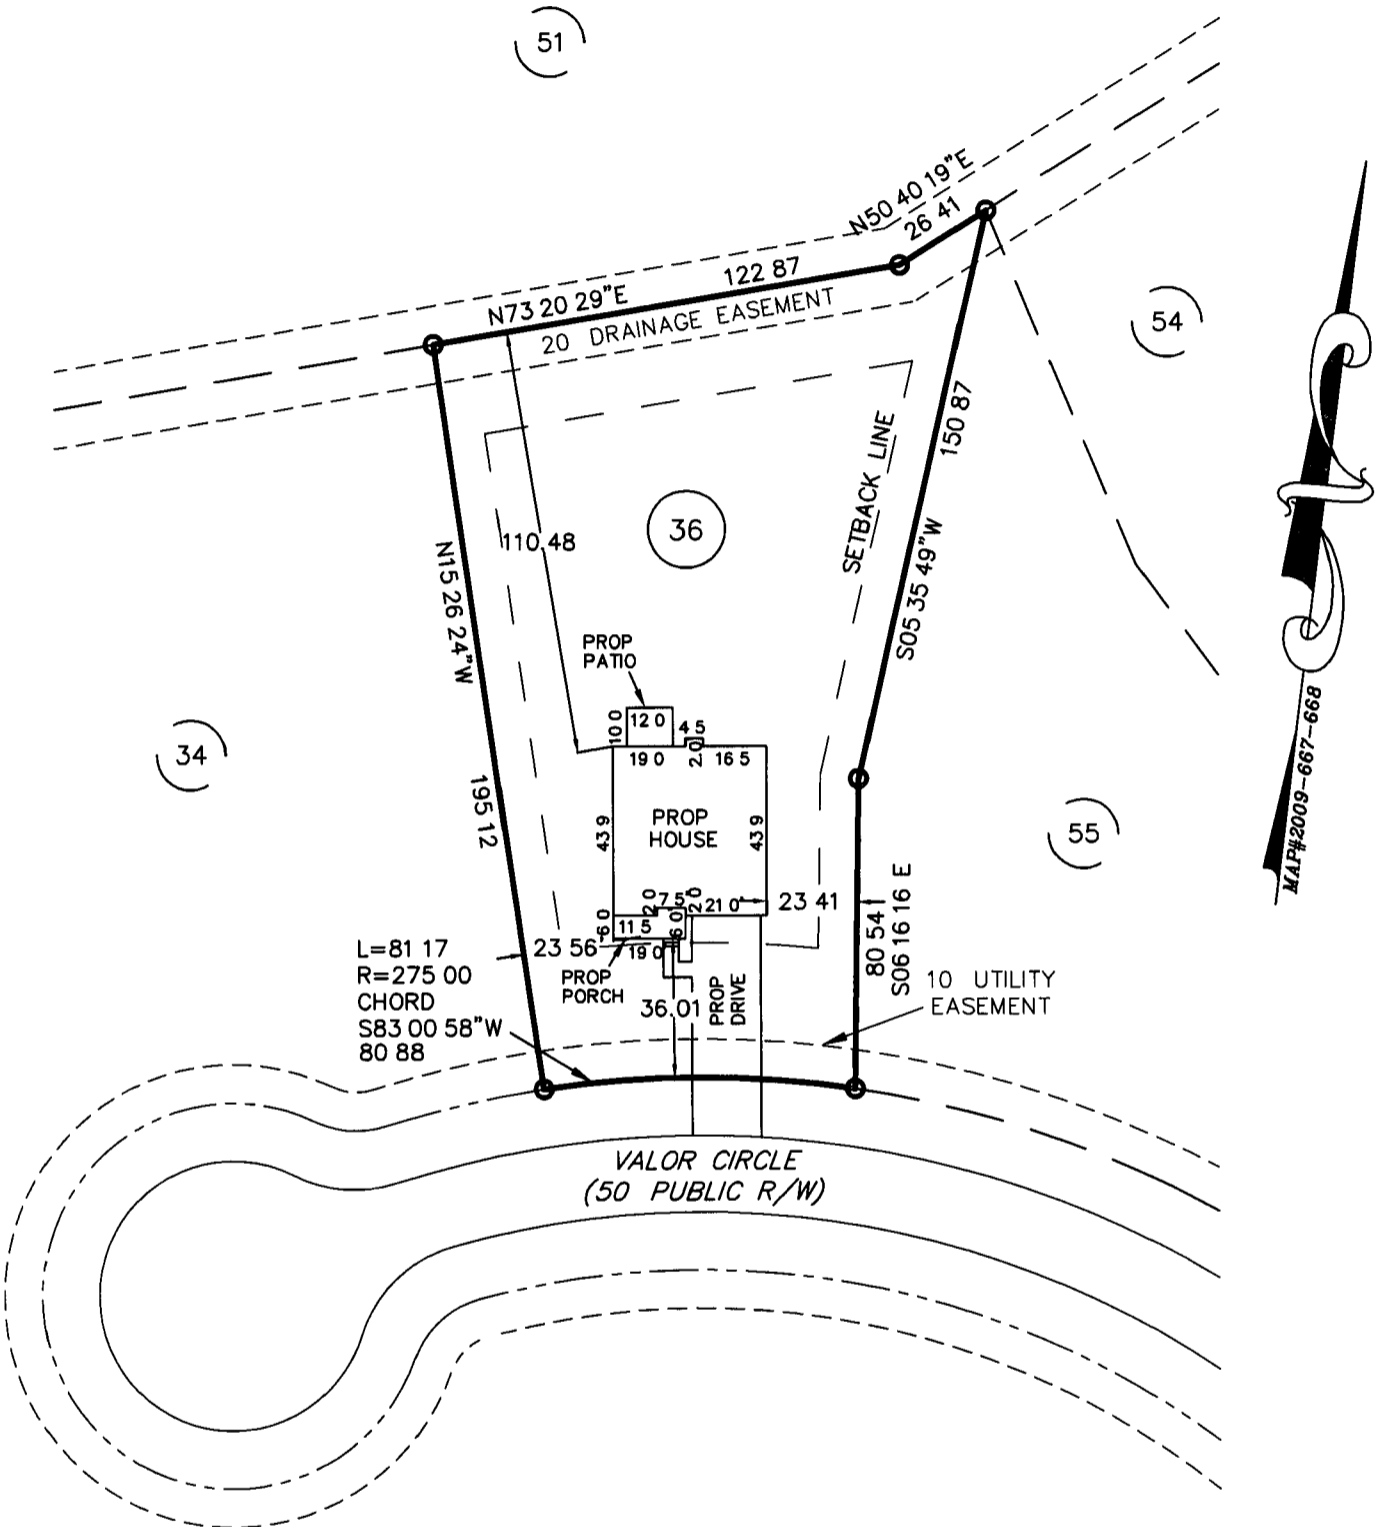 51
N50 40 19"E
26 41
122 87
N73 20 29"E
20 DRAINAGE EASEMENT
54
150 87
SETBACK LINE
36
110.48
S05 35 49"W
N15 26 24"W
PROP
PATIO
MAP#2009-667-668
10 0
12 0
4 5
34
19 0
2.0
16 5
195 12
PROP
HOUSE
43 9
43 9
55
2 0
7 5
2 0
21 0
23 41
6 0
11 5
6 0
80 54
S06 16 16 E
L=81 17
R=275 00
CHORD
S83 00 58"W
80 88
23 56
19 0
PROP
PORCH
36.01
PROP
DRIVE
10 UTILITY
EASEMENT
VALOR CIRCLE
(50 PUBLIC R/W)